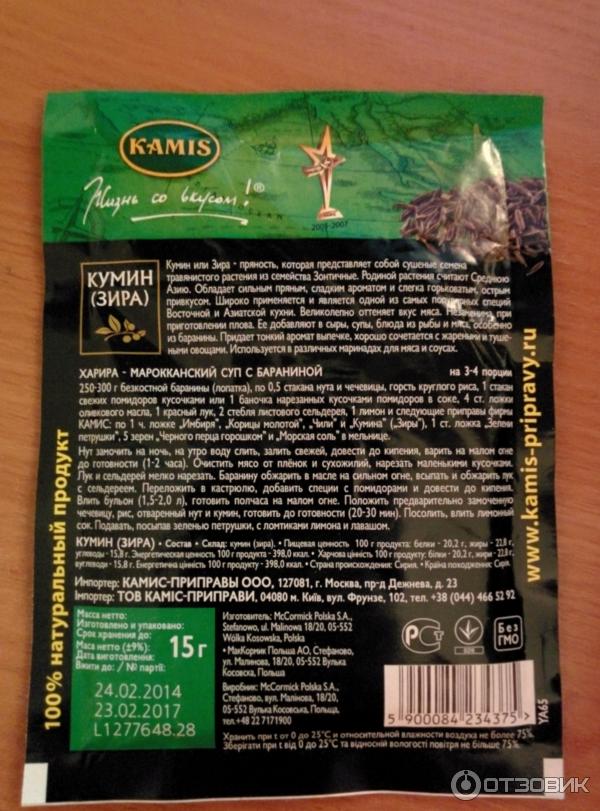 KAMIS
Жизнь со вкусом!®
2005-2007
КУМИН
(ЗИРА)
Кумин или Зира - пряность, которая представляет собой сушеные семена
травянистого растения из семейства Зонтичные. Родиной растения считают Среднюю
Азию. Обладает сильным пряным, сладким ароматом и слегка горьковатым, острым
привкусом. Широко применяется и является одной из самых популярных специй
Восточной и Азиатской кухни. Великолепно оттеняет вкус мяса. Незаменима при
приготовлении плова. Ее добавляют в сыры, супы, блюда из рыбы и мяса, особенно
из баранины. Придает тонкий аромат выпечке, хорошо сочетается с жареными и туше-
ными овощами. Используется в различных маринадах для мяса и соусах.
ХАРИРА - МАРОККАНСКИЙ СУП С БАРАНИНОЙ на 3-4 порции
250-300 г безкостной баранины (лопатка), по 0,5 стакана нута и чечевицы, горсть круглого риса, 1 стакан
свежих помидоров кусочками или 1 баночка нарезанных кусочками помидоров в соке, 4 ст. ложки
оливкового масла, 1 красный лук, 2 стебля листового сельдерея, 1 лимон и следующие приправы фирмы
КАМИС: по 1 ч. ложке "Имбиря", "Корицы молотой", "Чили" и "Кумина" ("Зиры"), 1 ст. ложка "Зелени
петрушки", 5 зерен "Черного перца горошком" и "Морская соль" в мельнице.
Нут замочить на ночь, на утро воду слить, залить свежей, довести до кипения, варить на малом огне
до готовности (1-2 часа). Очистить мясо от плёнок и сухожилий, нарезать маленькими кусочками.
Лук и сельдерей мелко нарезать. Баранину обжарить в масле на сильном огне, всыпать и обжарить лук
с сельдереем. Переложить в кастрюлю, добавить специи с помидорами и довести до кипения.
Влить бульон (1,5-2,0 л), готовить полчаса на малом огне. Положить предварительно замоченную
чечевицу, рис, отваренный нут и кумин, готовить до готовности (20-30 мин). Посолить, влить лимонный
сок. Подавать, посыпав зеленью петрушки, с ломтиками лимона и лавашом.
КУМИН (ЗИРА) • Состав • Склад: кумин (зира). • Пищевая ценность 100 г продукта: белки - 20,2 г, жиры - 22,8 г,
углеводы - 15,8 г. Энергетическая ценность 100 г продукта - 398,0 ккал. • Харчова цінність 100 г продукту: білки - 20,2 г, жири - 22,8 г,
вуглеводи - 15,8 г. Енергетична цінність 100 г продукту - 398,0 ккал. • Страна происхождения: Сирия. Країна походження: Сирія.
Импортер: КАМИС-ПРИПРАВЫ ООО, 127081, г. Москва, пр-д Дежнева, д. 23
Імпортер: ТОВ КАМІС-ПРИПРАВИ, 04080 м. Київ, вул. Фрунзе, 102, тел. +38 (044) 466 52 92
Масса нетто:
Изготовлено и упаковано:
Срок хранения до:
Маса нетто (±9%):
Дата виготовлення:
Вжити до: / № партії:
15 г
24.02.2014
23.02.2017
L1277648.28
Изготовитель: McCormick Polska S.A.,
Stefanowo, ul. Malinowa 18/20, 05-552
Wólka Kosowska, Polska
• МакКормик Польша АО, Стефаново,
ул. Малинова, 18/20, 05-552 Вулька
Косовска, Польша
Виробник: McCormick Polska S.A.,
Стефаново, вул. Малінова, 18/20,
05-552 Вулька Косовська, Польща,
тел.+48 22 7171900
РСТ
Без
ГМО
5 900084 234375
YA65
Хранить при t от 0 до 25°С и относительной влажности воздуха не более 75%.
Зберігати при t від 0 до 25°С та відносній вологості повітря не більше 75%.
100% натуральный продукт
www.kamis-pripravy.ru
ОТЗОВИК